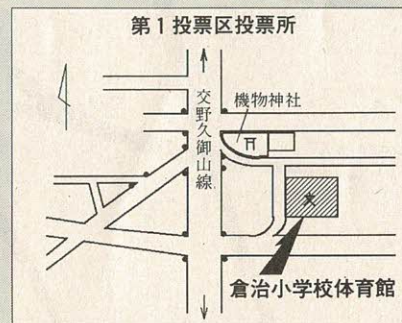 第1投票区投票所
交野久御山線
機物神社
文
倉治小学校体育館